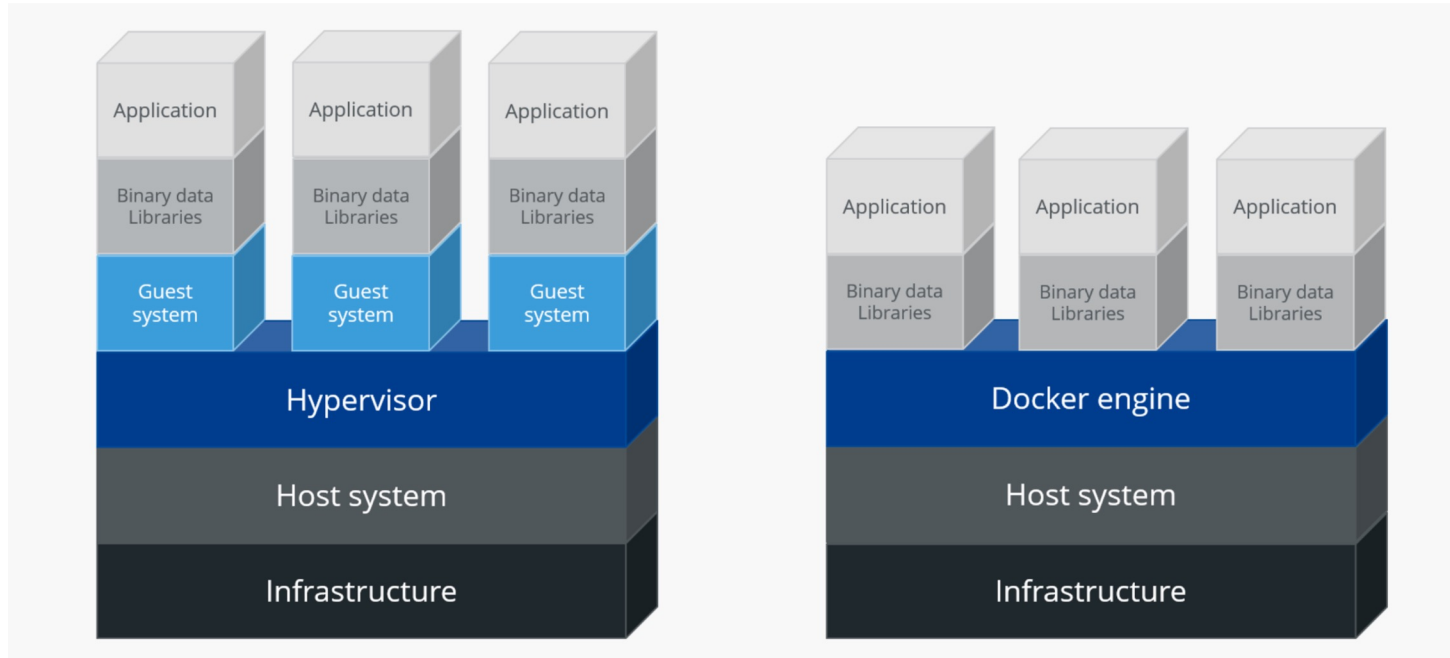 Application
Binary data
Libraries
Guest
system
Application
Binary data
Libraries
Guest
system
Application
Binary data
Libraries
Guest
system
Hypervisor
Host system
Infrastructure
Application
Binary data
Libraries
Application
Binary data
Libraries
Application
Binary data
Libraries
Docker engine
Host system
Infrastructure